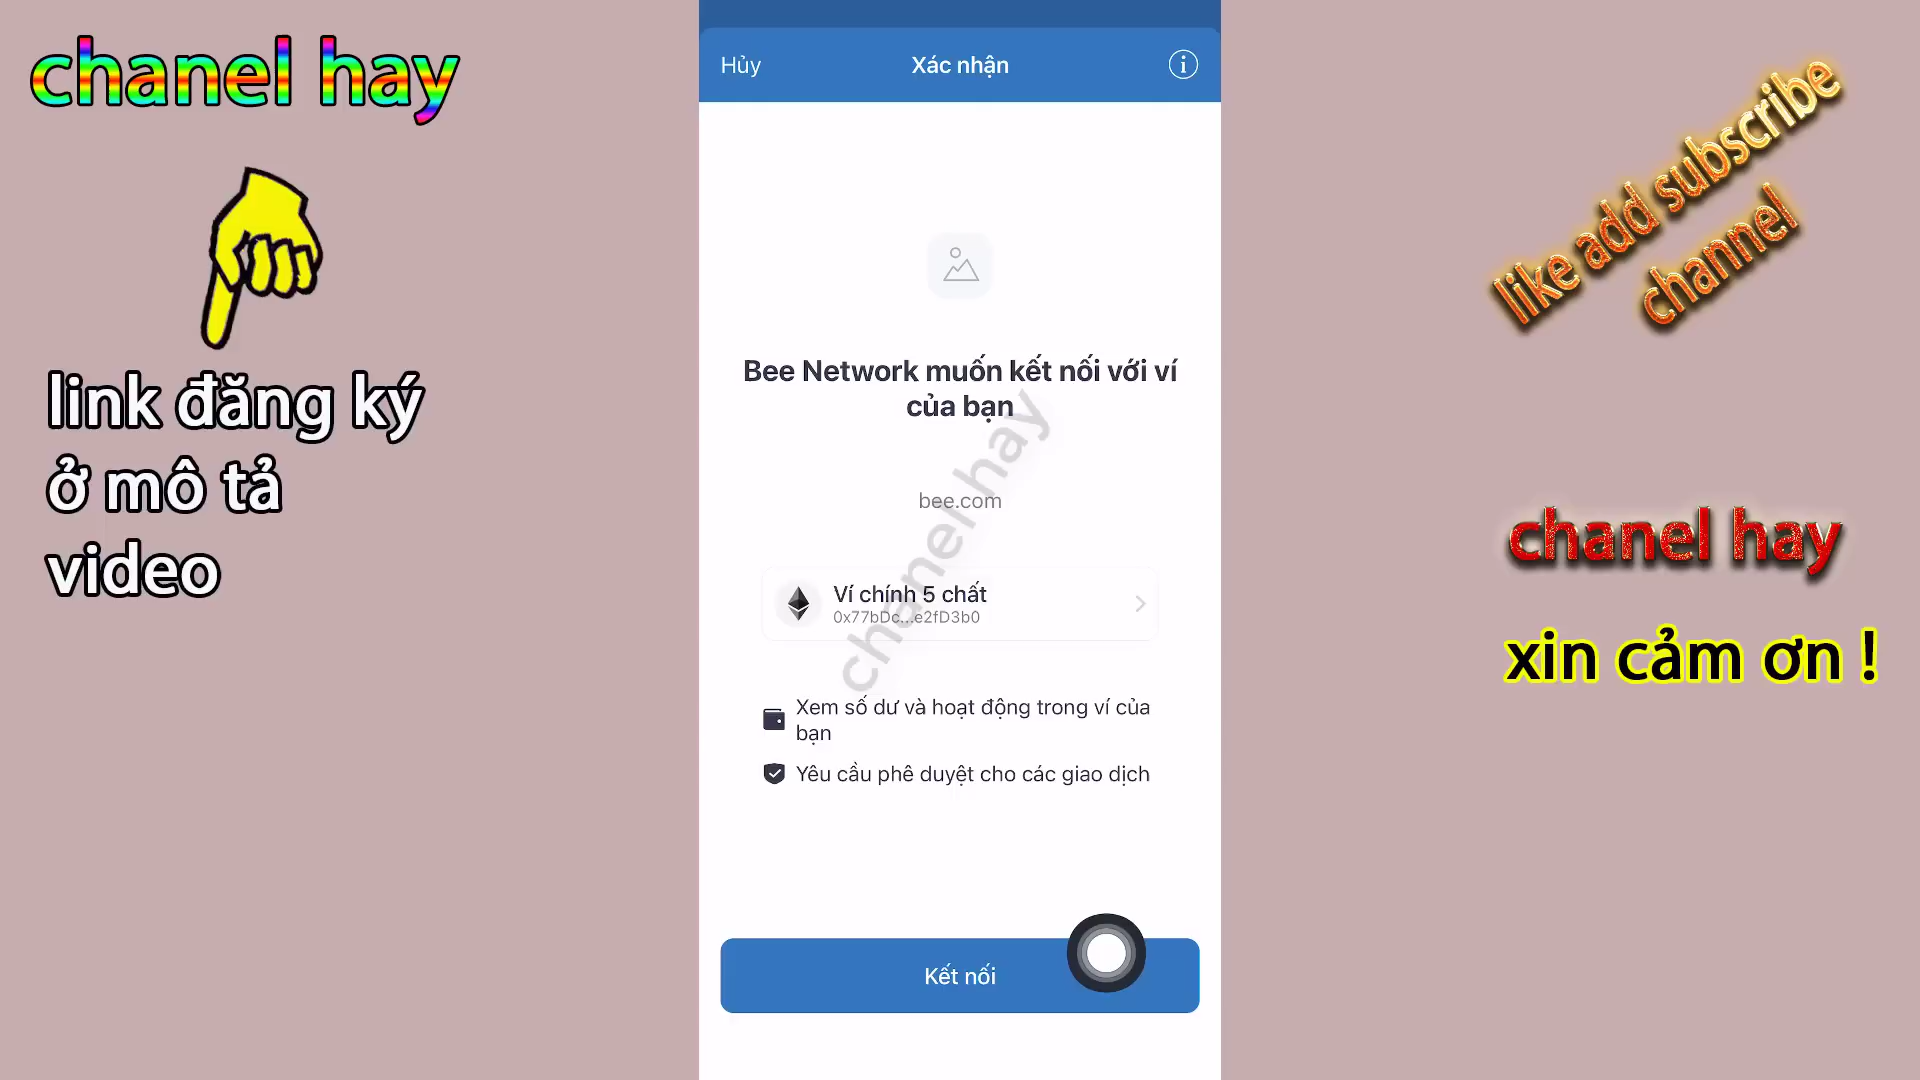 chanel hay
link đăng ký
ở mô tả
video
Hủy
Xác nhận
Bee Network muốn kết nối với ví
của bạn
bee.com
Ví chính 5 chất
0x77bDc...e2fD3b0
Xem số dư và hoạt động trong ví của
bạn
Yêu cầu phê duyệt cho các giao dịch
Kết nối
chanel hay
like add subscribe
channel
chanel hay
xin cảm ơn !